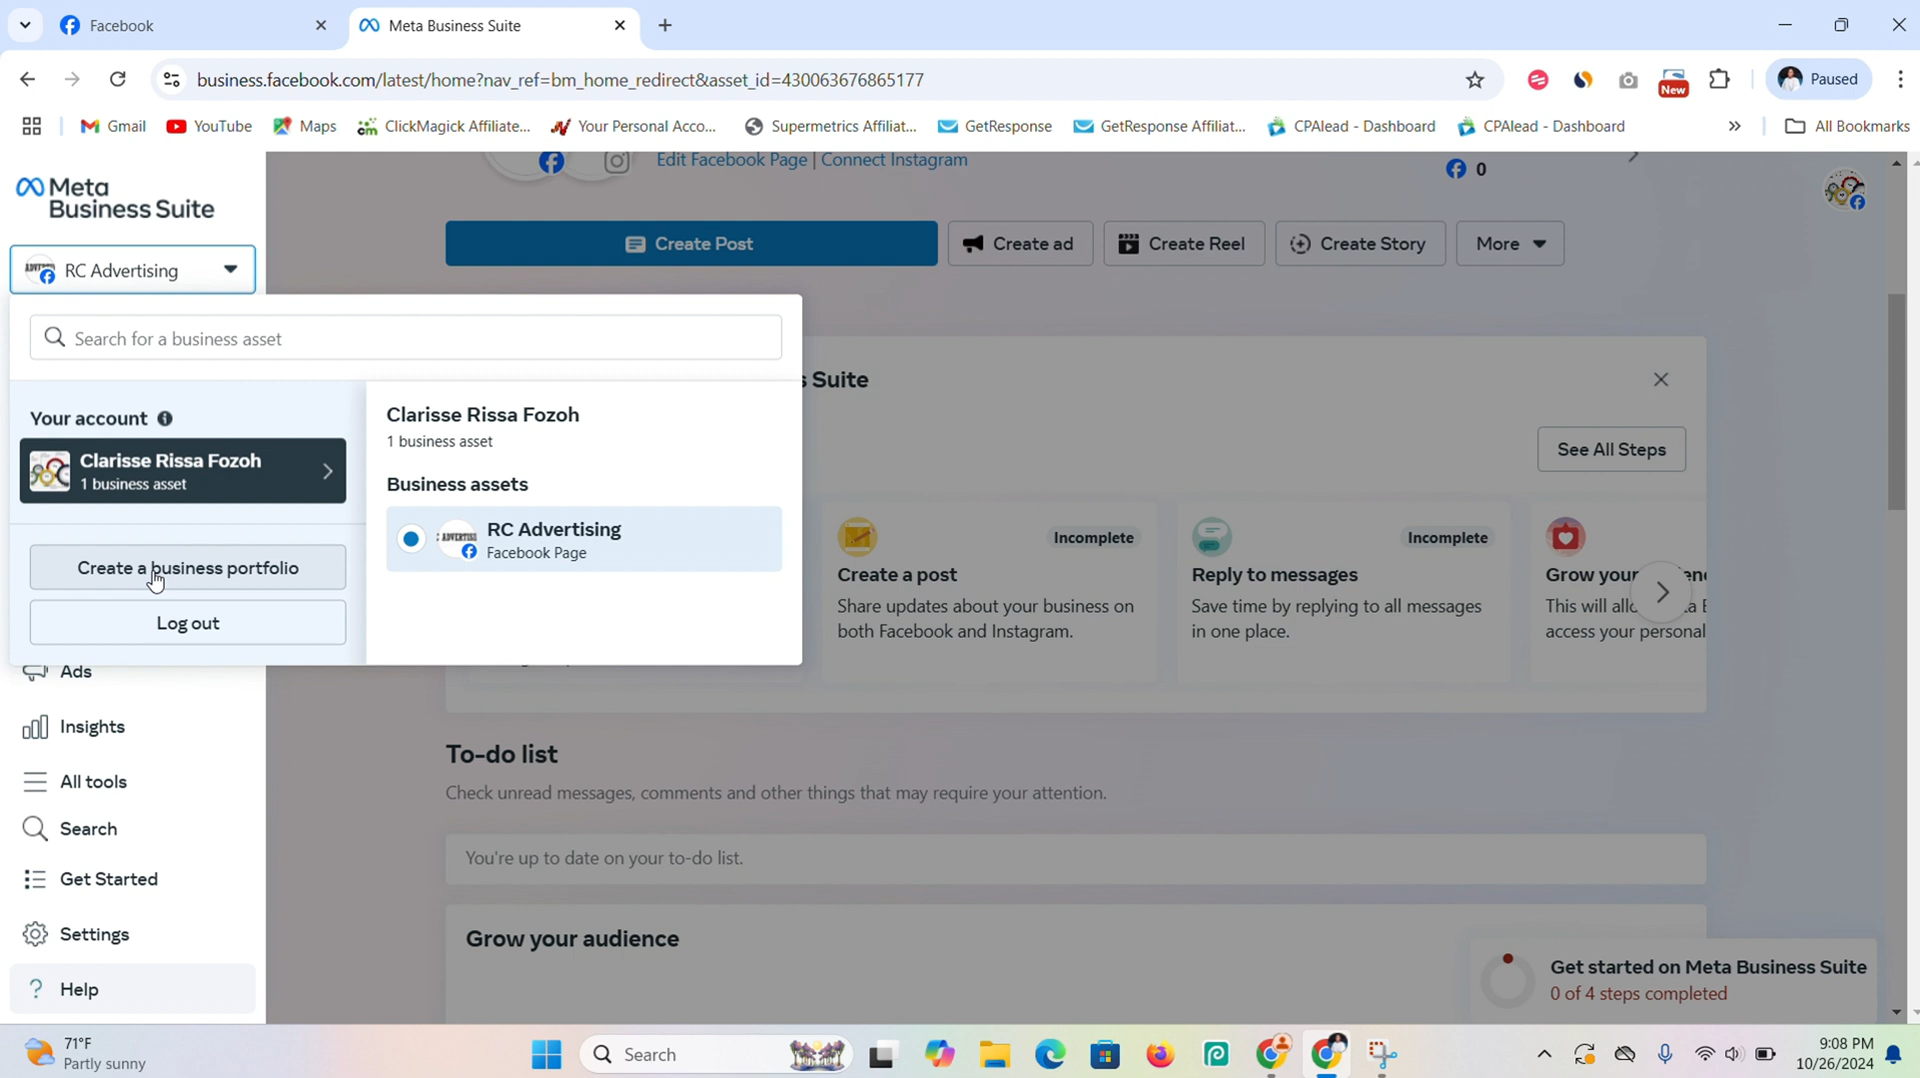 Facebook
Meta Business Suite
business.facebook.com/latest/home?nav_ref=bm_home_redirect&asset_id=430063676865177
New
Paused
Gmail
YouTube
Maps
ClickMagick Affiliate...
Your Personal Acco...
Supermetrics Affiliat...
GetResponse
GetResponse Affiliat...
CPAlead - Dashboard
CPAlead - Dashboard
All Bookmarks
Meta
Business Suite
RC Advertising
Edit Facebook Page | Connect Instagram
0
Create Post
Create ad
Create Reel
Create Story
More
Search for a business asset
Your account
Clarisse Rissa Fozoh
1 business asset
Create a business portfolio
Log out
Clarisse Rissa Fozoh
1 business asset
Business assets
RC Advertising
Facebook Page
s Suite
See All Steps
Incomplete
Create a post
Share updates about your business on
both Facebook and Instagram.
Incomplete
Reply to messages
Save time by replying to all messages
in one place.
Grow your
This will
access your personal
Ads
Insights
All tools
Search
Get Started
Settings
Help
To-do list
Check unread messages, comments and other things that may require your attention.
You're up to date on your to-do list.
Grow your audience
Get started on Meta Business Suite
0 of 4 steps completed
71°F
Partly sunny
Search
9:08 PM
10/26/2024